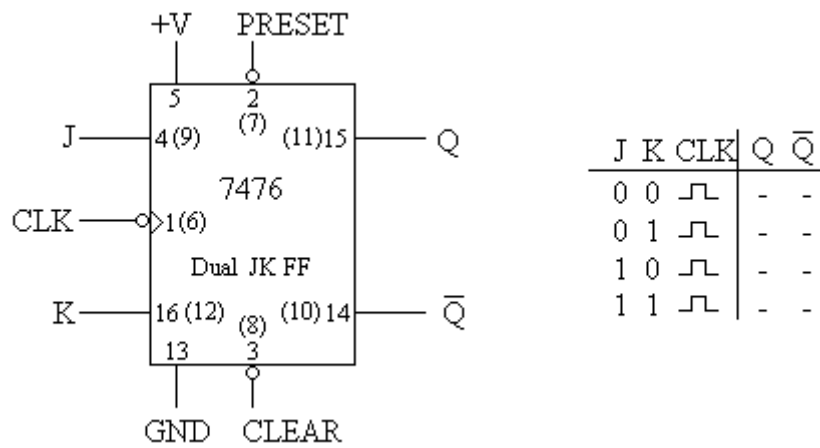 +V PRESET
5 2
(7)
J 4 (9) (11) 15 Q
7476
CLK 1(6)
Dual JK FF
K 16 (12) (10) 14 Q̅
(8)
13 3
GND CLEAR
J K CLK Q Q̅
0 0 - -
0 1 - -
1 0 - -
1 1 - -